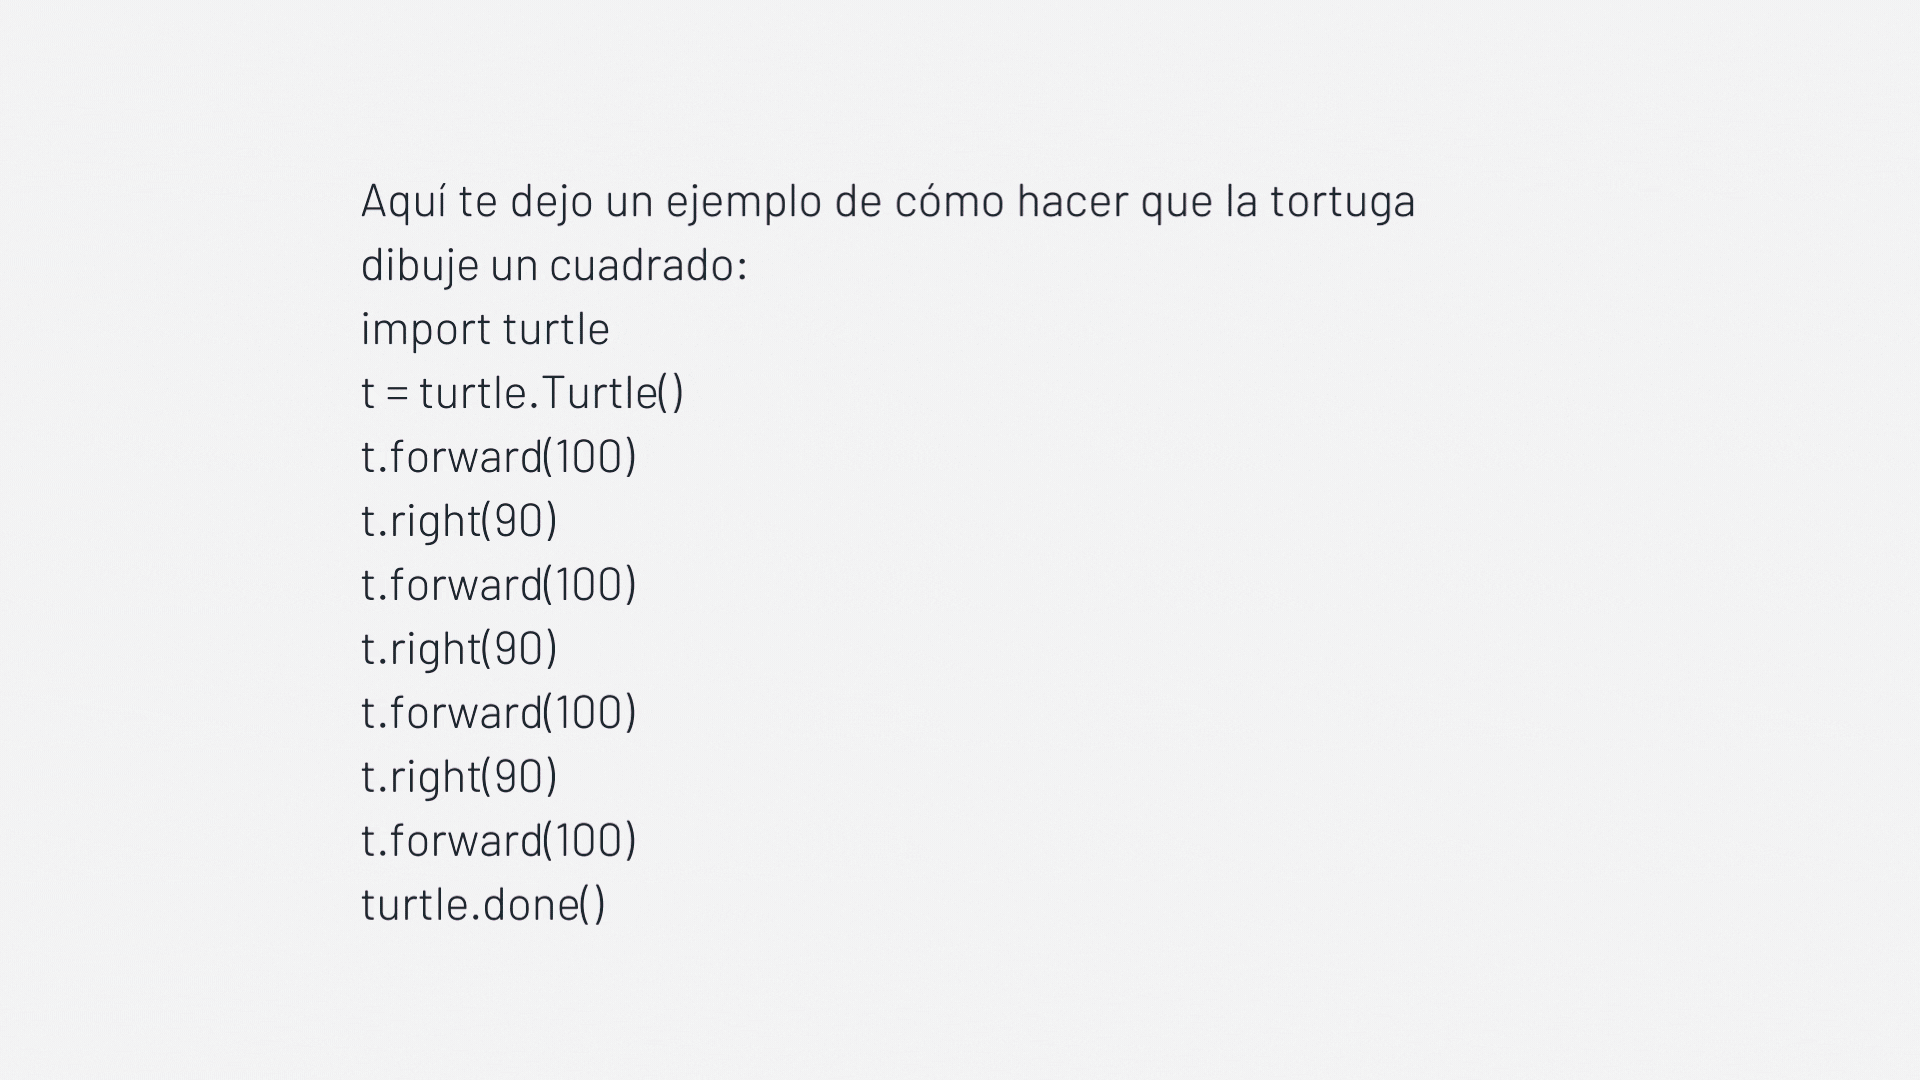 Aquí te dejo un ejemplo de cómo hacer que la tortuga
dibuje un cuadrado:
import turtle
t = turtle.Turtle()
t.forward(100)
t.right(90)
t.forward(100)
t.right(90)
t.forward(100)
t.right(90)
t.forward(100)
turtle.done()